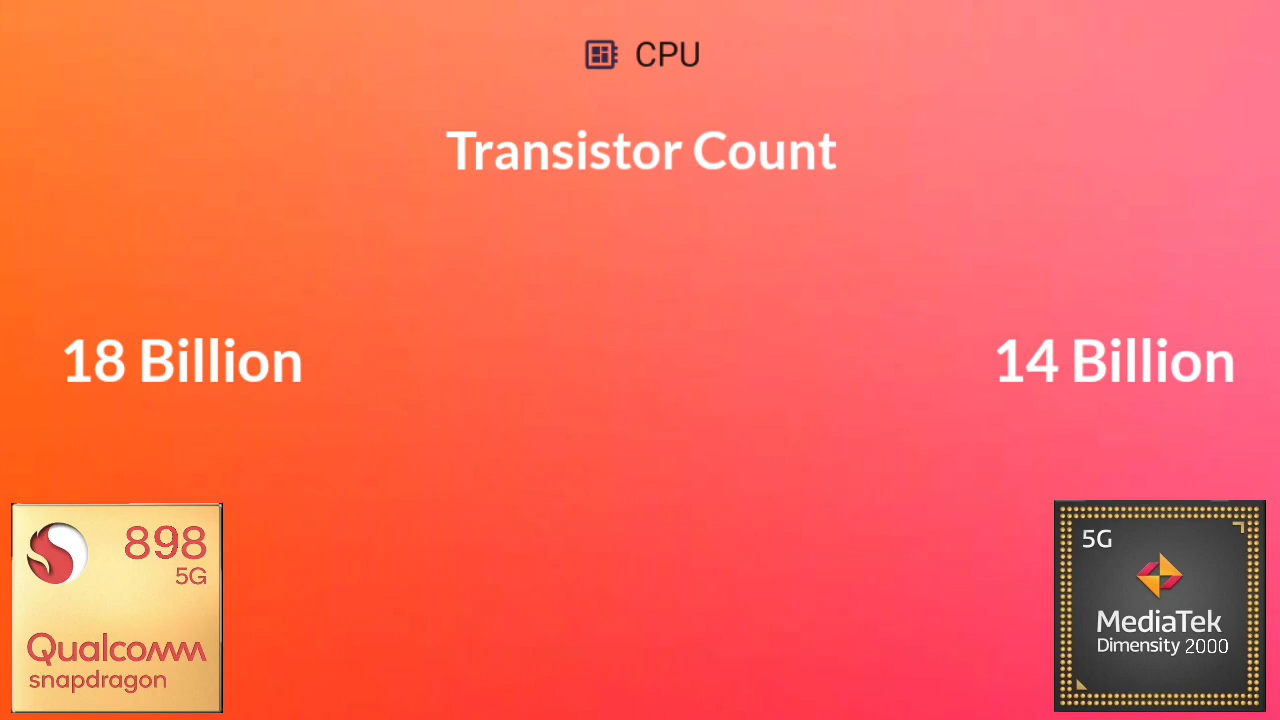 CPU
Transistor Count
18 Billion
14 Billion
898
5G
Qualcomm
snapdragon
5G
MediaTek
Dimensity 2000